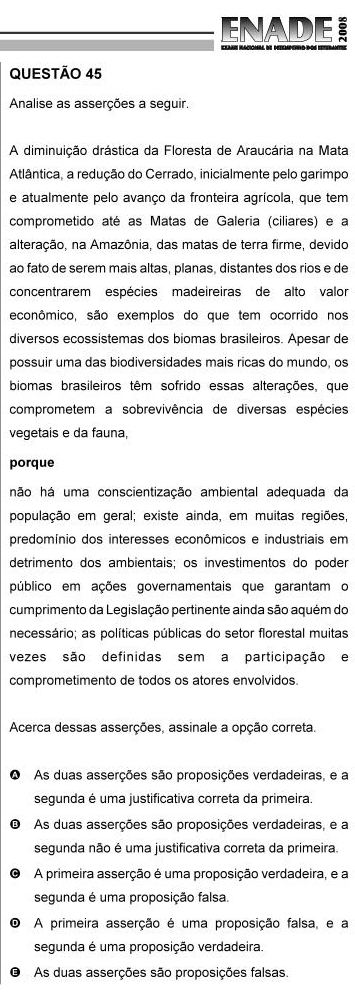 ENADE 2008
EXAME NACIONAL DE DESEMPENHO DOS ESTUDANTES
QUESTÃO 45
Analise as asserções a seguir.
A diminuição drástica da Floresta de Araucária na Mata
Atlântica, a redução do Cerrado, inicialmente pelo garimpo
e atualmente pelo avanço da fronteira agrícola, que tem
comprometido até as Matas de Galeria (ciliares) e a
alteração, na Amazônia, das matas de terra firme, devido
ao fato de serem mais altas, planas, distantes dos rios e de
concentrarem espécies madeireiras de alto valor
econômico, são exemplos do que tem ocorrido nos
diversos ecossistemas dos biomas brasileiros. Apesar de
possuir uma das biodiversidades mais ricas do mundo, os
biomas brasileiros têm sofrido essas alterações, que
comprometem a sobrevivência de diversas espécies
vegetais e da fauna,
porque
não há uma conscientização ambiental adequada da
população em geral; existe ainda, em muitas regiões,
predomínio dos interesses econômicos e industriais em
detrimento dos ambientais; os investimentos do poder
público em ações governamentais que garantam o
cumprimento da Legislação pertinente ainda são aquém do
necessário; as políticas públicas do setor florestal muitas
vezes são definidas sem a participação e
comprometimento de todos os atores envolvidos.
Acerca dessas asserções, assinale a opção correta.
A As duas asserções são proposições verdadeiras, e a
segunda é uma justificativa correta da primeira.
B As duas asserções são proposições verdadeiras, e a
segunda não é uma justificativa correta da primeira.
C A primeira asserção é uma proposição verdadeira, e a
segunda é uma proposição falsa.
D A primeira asserção é uma proposição falsa, e a
segunda é uma proposição verdadeira.
E As duas asserções são proposições falsas.